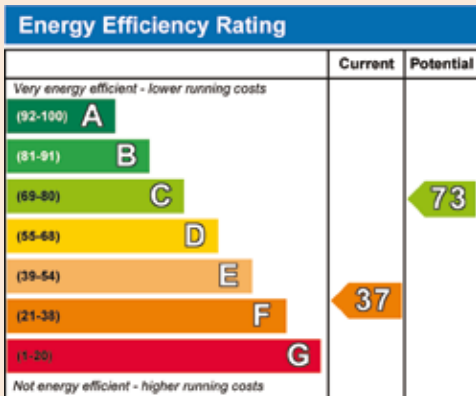 Energy Efficiency Rating
Current Potential
Very energy efficient - lower running costs
(92-100) A
(81-91) B
(69-80) C
73
(55-68) D
(39-54) E
(21-38) F
37
(1-20) G
Not energy efficient - higher running costs